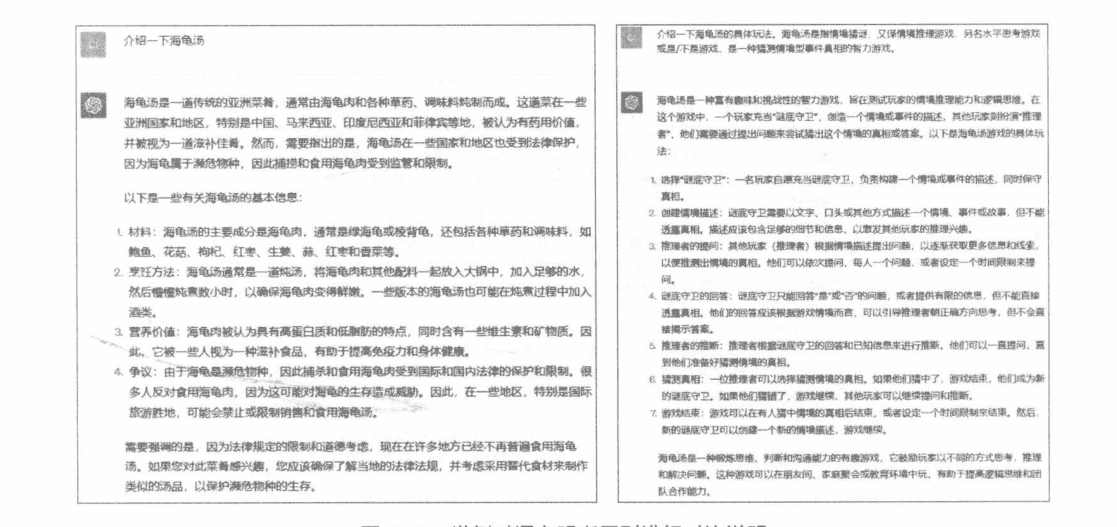 介绍一下海龟汤
海龟汤是一道传统的亚洲菜肴，通常由海龟肉和各种草药、调味料炖制而成。这道菜在一些
亚洲国家和地区，特别是中国、马来西亚、印度尼西亚和菲律宾等地，被认为有药用价值，
并被视为一道滋补佳肴。然而，需要指出的是，海龟汤在一些国家和地区也受到法律保护，
因为海龟属于濒危物种，因此捕捞和食用海龟肉受到监管和限制。
以下是一些有关海龟汤的基本信息：
1. 材料：海龟汤的主要成分是海龟肉，通常是绿海龟或棱背龟，还包括各种草药和调味料，如
鲍鱼、花菇、枸杞、红枣、生姜、蒜、红枣和香菜等。
2. 烹饪方法：海龟汤通常是一道炖汤，将海龟肉和其他配料一起放入大锅中，加入足够的水，
然后慢慢炖煮数小时，以确保海龟肉变得鲜嫩。一些版本的海龟汤也可能在炖煮过程中加入
酒类。
3. 营养价值：海龟肉被认为具有高蛋白质和低脂肪的特点，同时含有一些维生素和矿物质。因
此，它被一些人视为一种滋补食品，有助于提高免疫力和身体健康。
4. 争议：由于海龟是濒危物种，因此捕杀和食用海龟肉受到国际和国内法律的保护和限制。很
多人反对食用海龟肉，因为这可能对海龟的生存造成威胁。因此，在一些地区，特别是国际
旅游胜地，可能会禁止或限制销售和食用海龟汤。
需要强调的是，因为法律规定的限制和道德考虑，现在在许多地方已经不再普遍食用海龟
汤。如果您对此菜肴感兴趣，您应该确保了解当地的法律法规，并考虑采用替代食材来制作
类似的汤品，以保护濒危物种的生存。
介绍一下海龟汤的具体玩法。海龟汤是指情境猜谜，又译情境推理游戏，另名水平思考游戏
或是/不是游戏，是一种猜测情境型事件真相的智力游戏。
海龟汤是一种富有趣味和挑战性的智力游戏，旨在测试玩家的情境推理能力和逻辑思维。在
这个游戏中，一个玩家充当“谜底守卫”，创造一个情境或事件的描述，其他玩家则扮演“推理
者”，他们需要通过提出问题来尝试猜出这个情境的真相或答案。以下是海龟汤游戏的具体玩
法：
1. 选择“谜底守卫”：一名玩家自愿充当谜底守卫，负责构建一个情境或事件的描述，同时保守
真相。
2. 创建情境描述：谜底守卫需要以文字、口头或其他方式描述一个情境、事件或故事，但不能
透露真相。描述应该包含足够的细节和信息，以激发其他玩家的推理兴趣。
3. 推理者的提问：其他玩家（推理者）根据情境描述提出问题，以逐渐获取更多信息和线索，
以便推测出情境的真相。他们可以依次提问，每人一个问题，或者设定一个时间限制来提
问。
4. 谜底守卫的回答：谜底守卫只能回答“是”或“否”的问题，或者提供有限的信息，但不能直接
透露真相。他们的回答应该根据游戏情境而言，可以引导推理者朝正确方向思考，但不会直
接揭示答案。
5. 推理者的推断：推理者根据谜底守卫的回答和已知信息来进行推断。他们可以一直提问，直
到他们准备好猜测情境的真相。
6. 猜测真相：一位推理者可以选择猜测情境的真相。如果他们猜中了，游戏结束，他们成为新
的谜底守卫。如果他们猜错了，游戏继续，其他玩家可以继续提问和推断。
7. 游戏结束：游戏可以在有人猜中情境的真相后结束，或者设定一个时间限制来结束。然后，
新的谜底守卫可以创建一个新的情境描述，游戏继续。
海龟汤是一种锻炼思维、判断和沟通能力的有趣游戏，它鼓励玩家以不同的方式思考、推理
和解决问题。这种游戏可以在朋友间、家庭聚会或教育环境中玩，有助于提高逻辑思维和团
队合作能力。